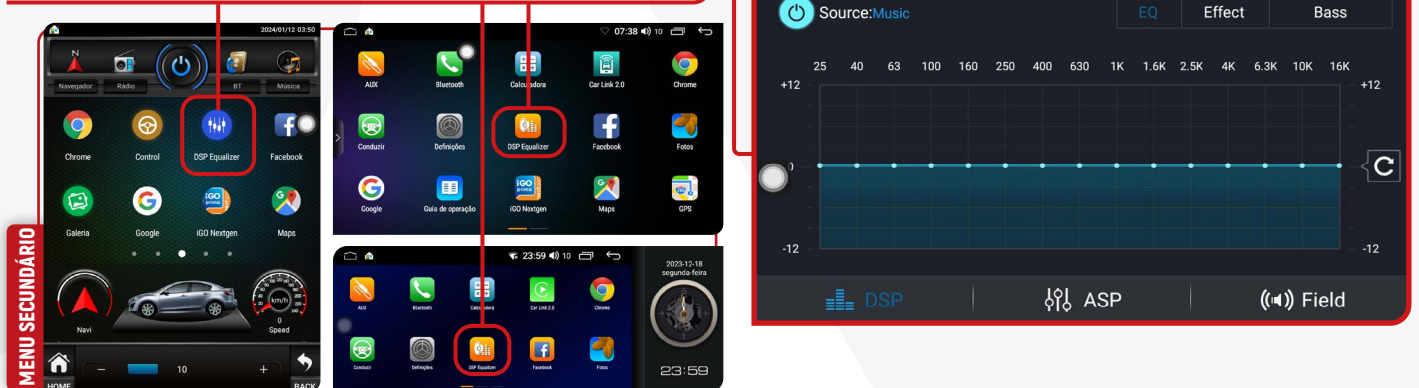 MENU SECUNDÁRIO
2024/01/12 03:50
N
Navegador Rádio BT Música
Chrome Control DSP Equalizer Facebook
Galeria Google iGO Nextgen Maps
Navi
km/h
0
Speed
HOME
− 10 +
BACK
07:38 10
AUX Bluetooth Calculadora Car Link 2.0 Chrome
Conduzir Definições DSP Equalizer Facebook Fotos
Google Guia de operação iGO Nextgen Maps GPS
23:59 10
AUX Bluetooth Calculadora Car Link 2.0 Chrome
Conduzir Definições DSP Equalizer Facebook Fotos
2023-12-18
segunda-feira
23:59
Source:Music EQ Effect Bass
25 40 63 100 160 250 400 630 1K 1.6K 2.5K 4K 6.3K 10K 16K
+12 +12
0
-12 -12
DSP ASP Field